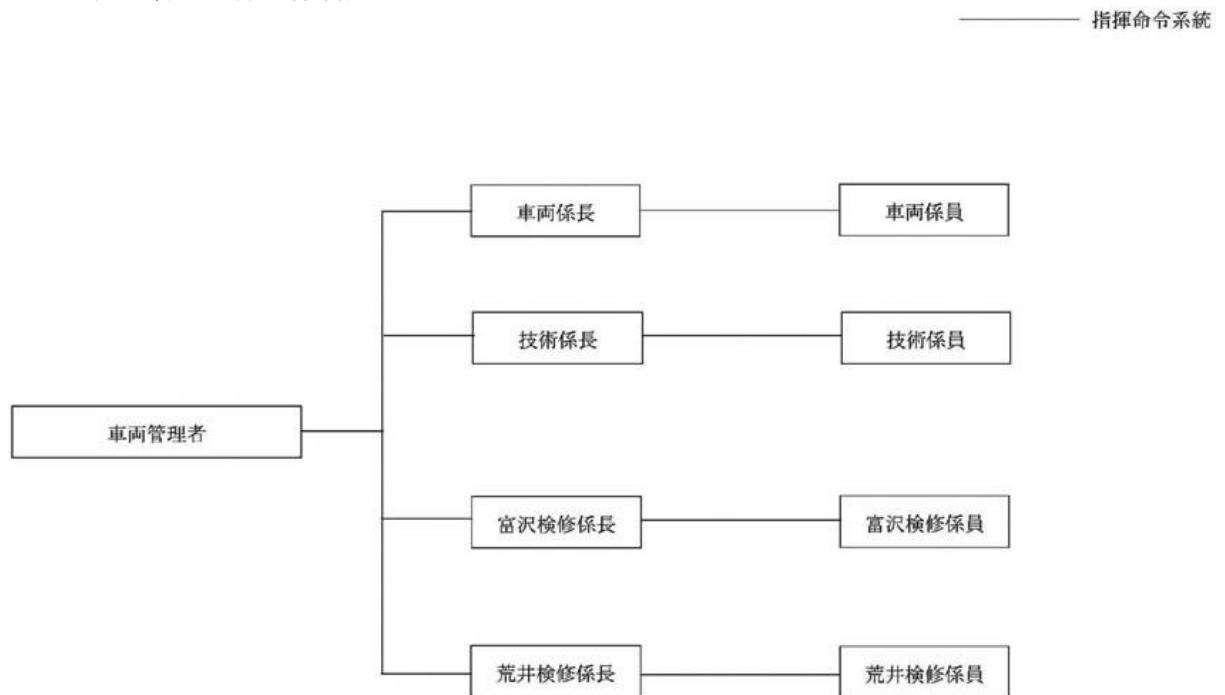 指揮命令系統
車両係長
車両係員
技術係長
技術係員
車両管理者
富沢検修係長
富沢検修係員
荒井検修係長
荒井検修係員